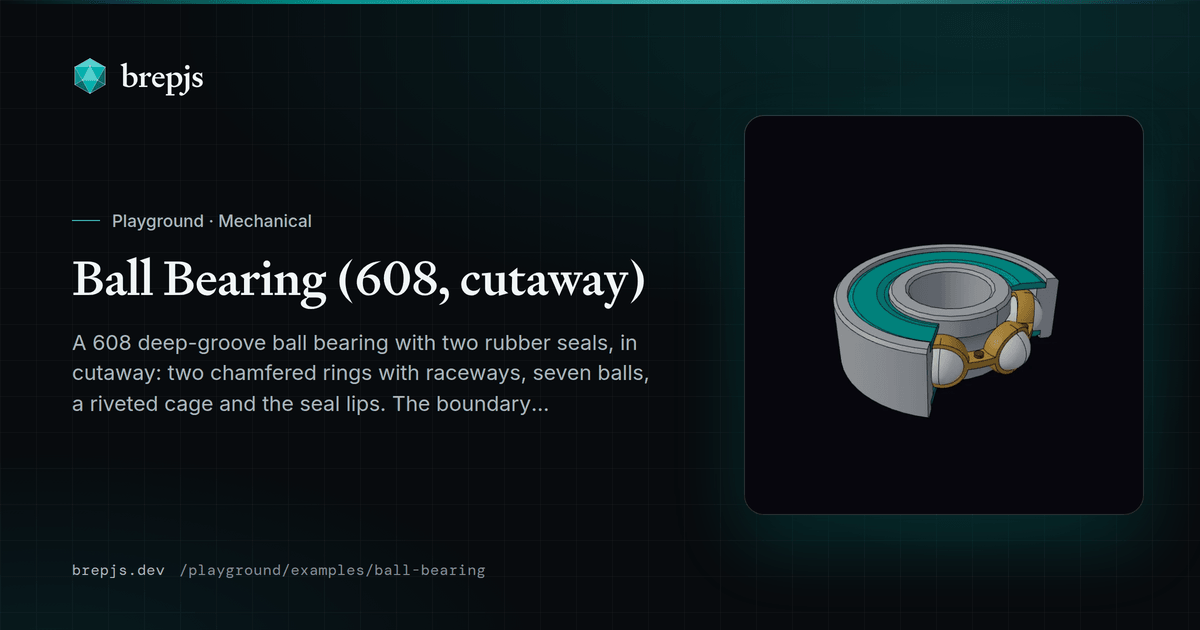 brepjs
Playground · Mechanical
Ball Bearing (608, cutaway)
A 608 deep-groove ball bearing with two rubber seals, in
cutaway: two chamfered rings with raceways, seven balls,
a riveted cage and the seal lips. The boundary…
brepjs.dev /playground/examples/ball-bearing